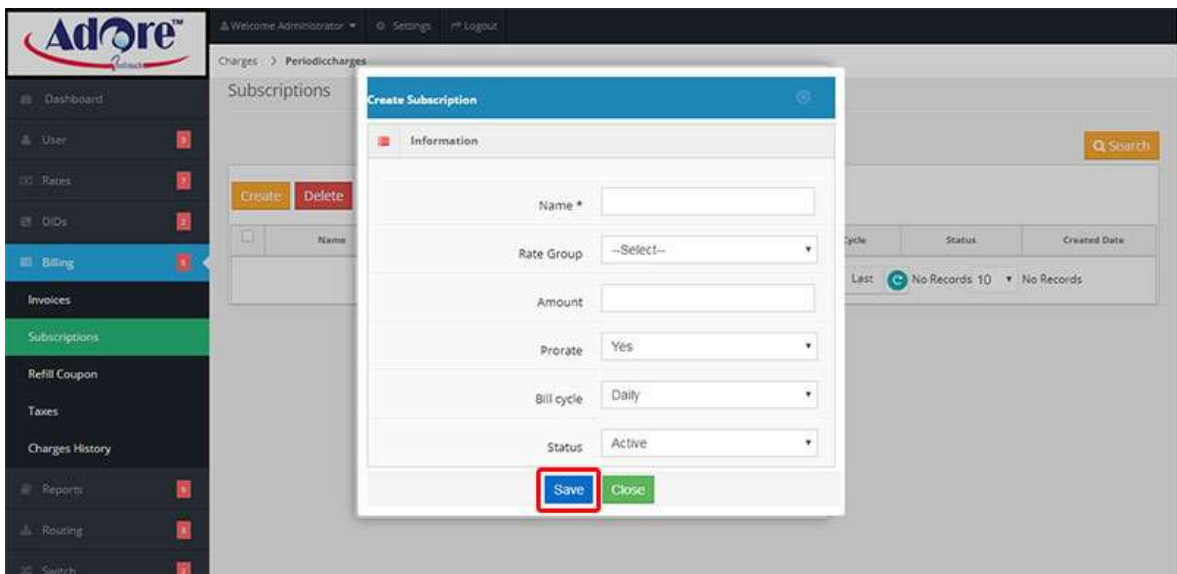 Adore™
Welcome Administrator
Settings
Logout
Charges > Periodiccharges
Dashboard
User
Rates
DIDs
Billing
Invoices
Subscriptions
Refill Coupon
Taxes
Charges History
Reports
Routing
Switch
Subscriptions
Search
Create
Delete
Name
Cycle
Status
Created Date
Last
No Records 10
No Records
Create Subscription
Information
Name *
Rate Group
--Select--
Amount
Prorate
Yes
Bill cycle
Daily
Status
Active
Save
Close